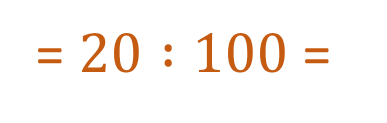 = 20 : 100 =